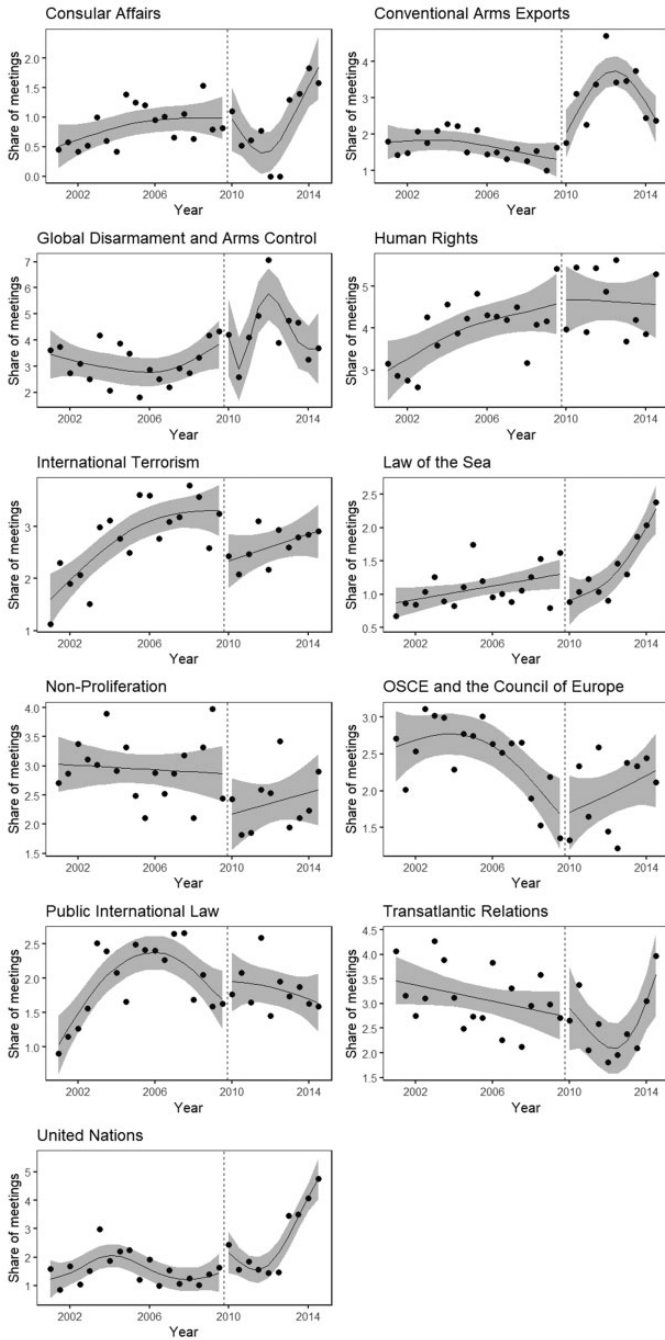 Consular Affairs
Share of meetings
2.0
1.5
1.0
0.5
0.0
2002
2006
2010
2014
Year
Conventional Arms Exports
Share of meetings
4
3
2
1
2002
2006
2010
2014
Year
Global Disarmament and Arms Control
Share of meetings
7
6
5
4
3
2
2002
2006
2010
2014
Year
Human Rights
Share of meetings
5
4
3
2002
2006
2010
2014
Year
International Terrorism
Share of meetings
3
2
1
2002
2006
2010
2014
Year
Law of the Sea
Share of meetings
2.5
2.0
1.5
1.0
0.5
2002
2006
2010
2014
Year
Non-Proliferation
Share of meetings
4.0
3.5
3.0
2.5
2.0
1.5
2002
2006
2010
2014
Year
OSCE and the Council of Europe
Share of meetings
3.0
2.5
2.0
1.5
2002
2006
2010
2014
Year
Public International Law
Share of meetings
2.5
2.0
1.5
1.0
2002
2006
2010
2014
Year
Transatlantic Relations
Share of meetings
4.5
4.0
3.5
3.0
2.5
2.0
1.5
2002
2006
2010
2014
Year
United Nations
Share of meetings
5
4
3
2
1
2002
2006
2010
2014
Year